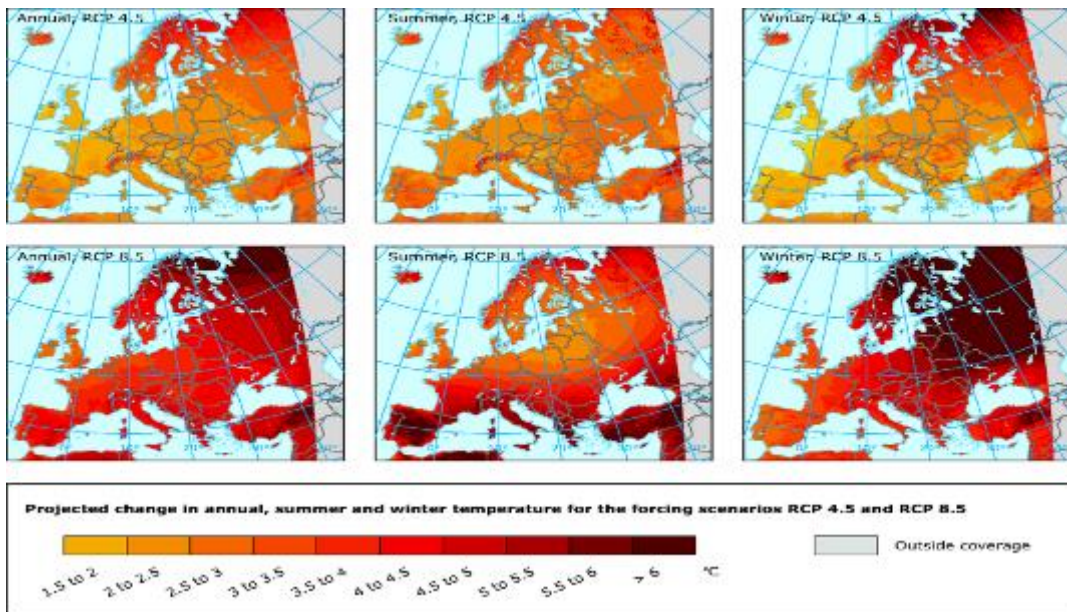 Annual, RCP 4.5
Summer, RCP 4.5
Winter, RCP 4.5
Annual, RCP 8.5
Summer, RCP 8.5
Winter, RCP 8.5
Projected change in annual, summer and winter temperature for the forcing scenarios RCP 4.5 and RCP 8.5
1.5 to 2
2 to 2.5
2.5 to 3
3 to 3.5
3.5 to 4
4 to 4.5
4.5 to 5
5 to 5.5
5.5 to 6
> 6
°C
Outside coverage